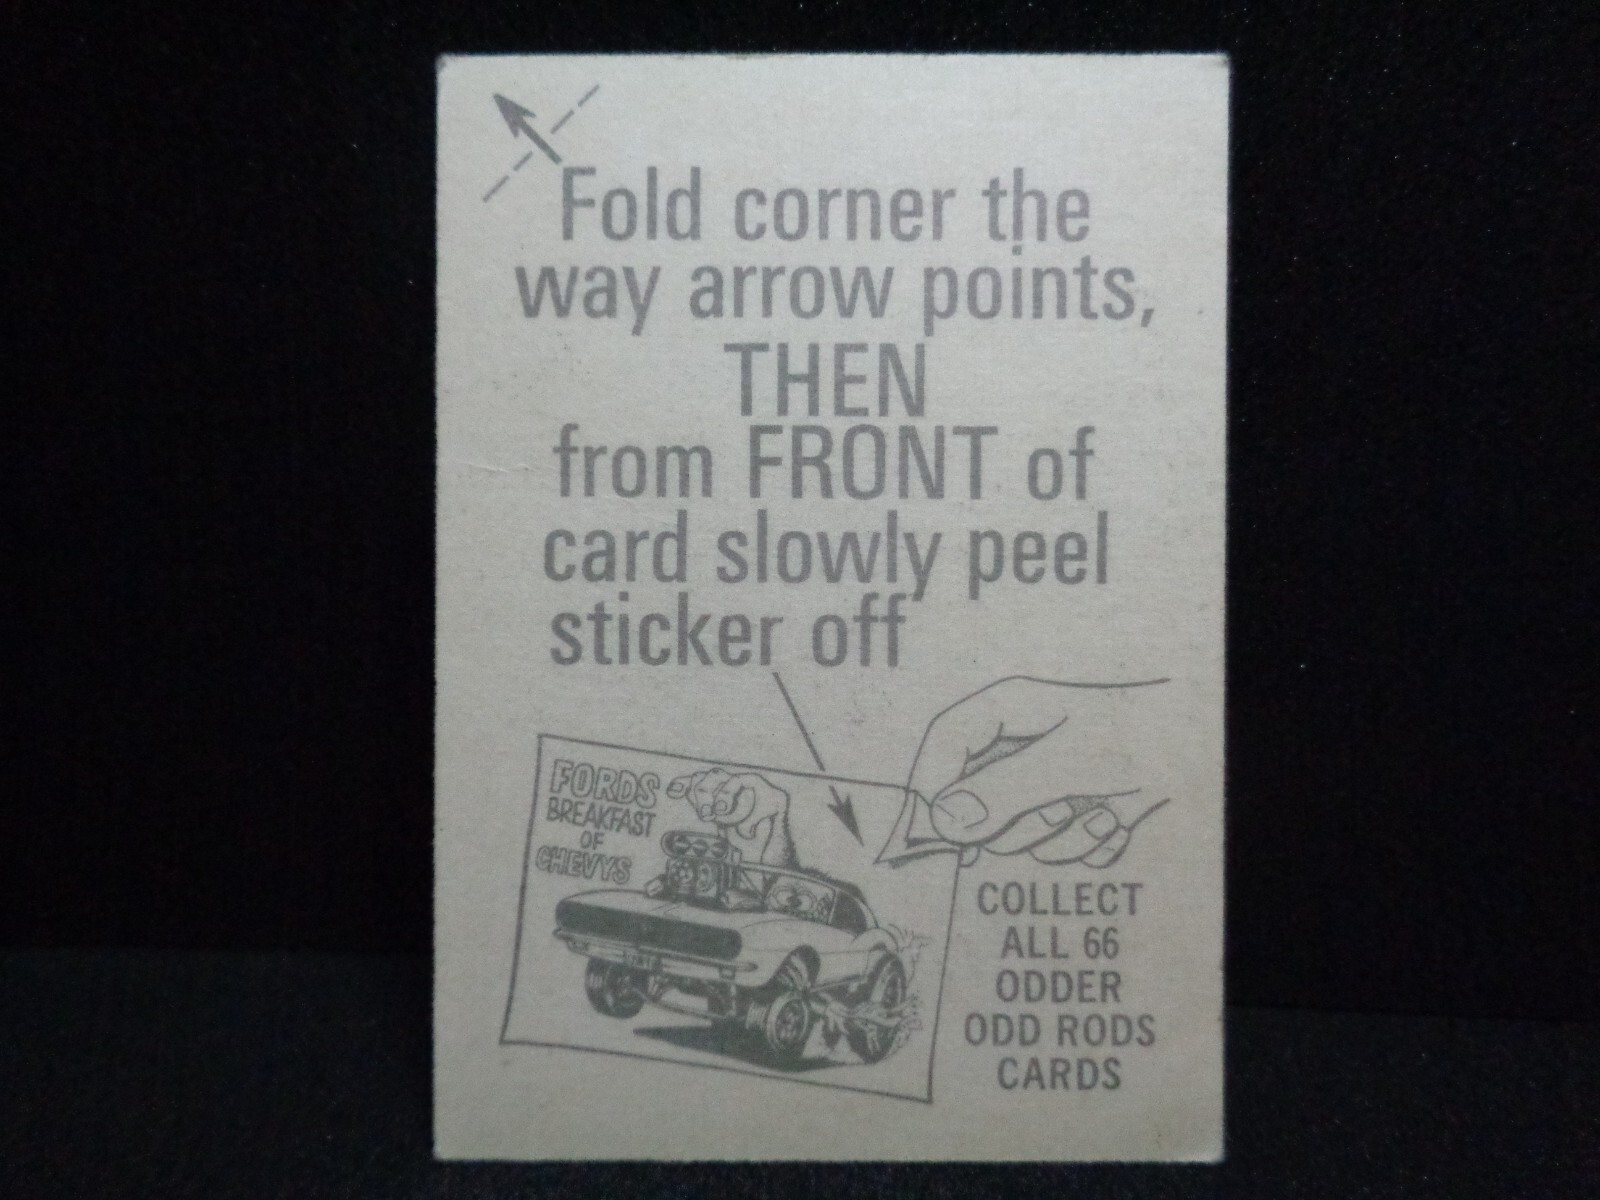 Fold corner the
way arrow points,
THEN
from FRONT of
card slowly peel
sticker off
FORDS
BREAKFAST
OF
CHEVYS
COLLECT
ALL 66
ODDER
ODD RODS
CARDS